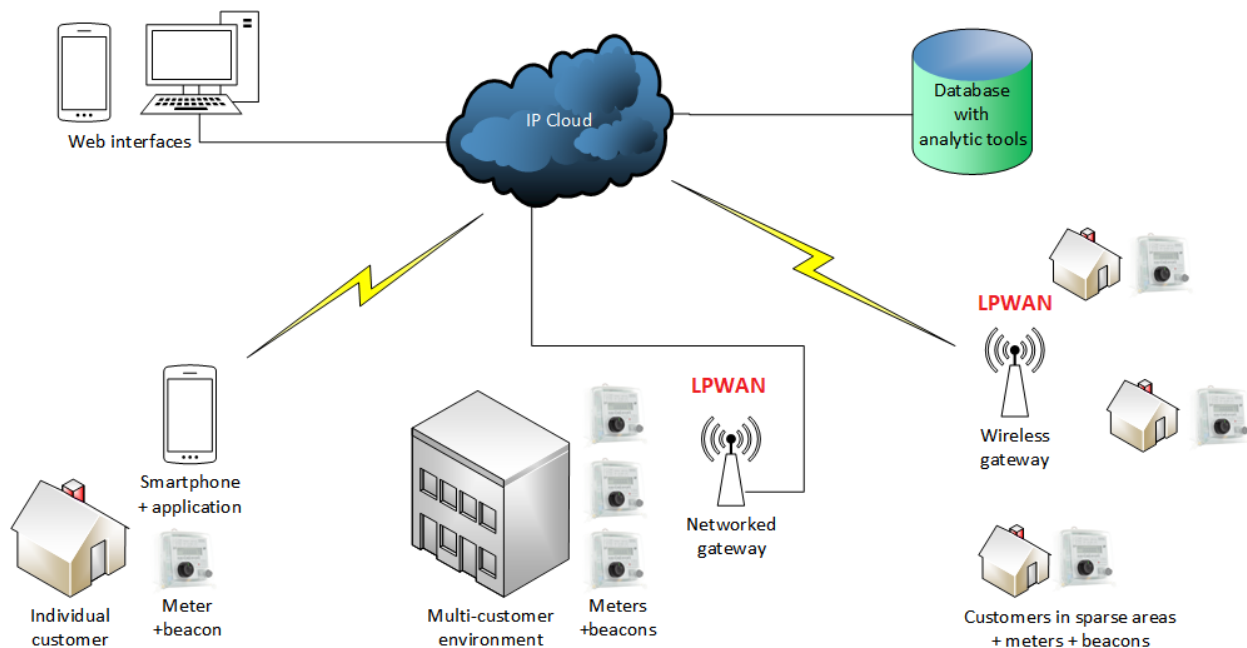 Web interfaces
IP Cloud
Database
with
analytic tools
LPWAN
Wireless
gateway
LPWAN
Networked
gateway
Smartphone
+ application
Individual
customer
Meter
+beacon
Multi-customer
environment
Meters
+beacons
Customers in sparse areas
+ meters + beacons